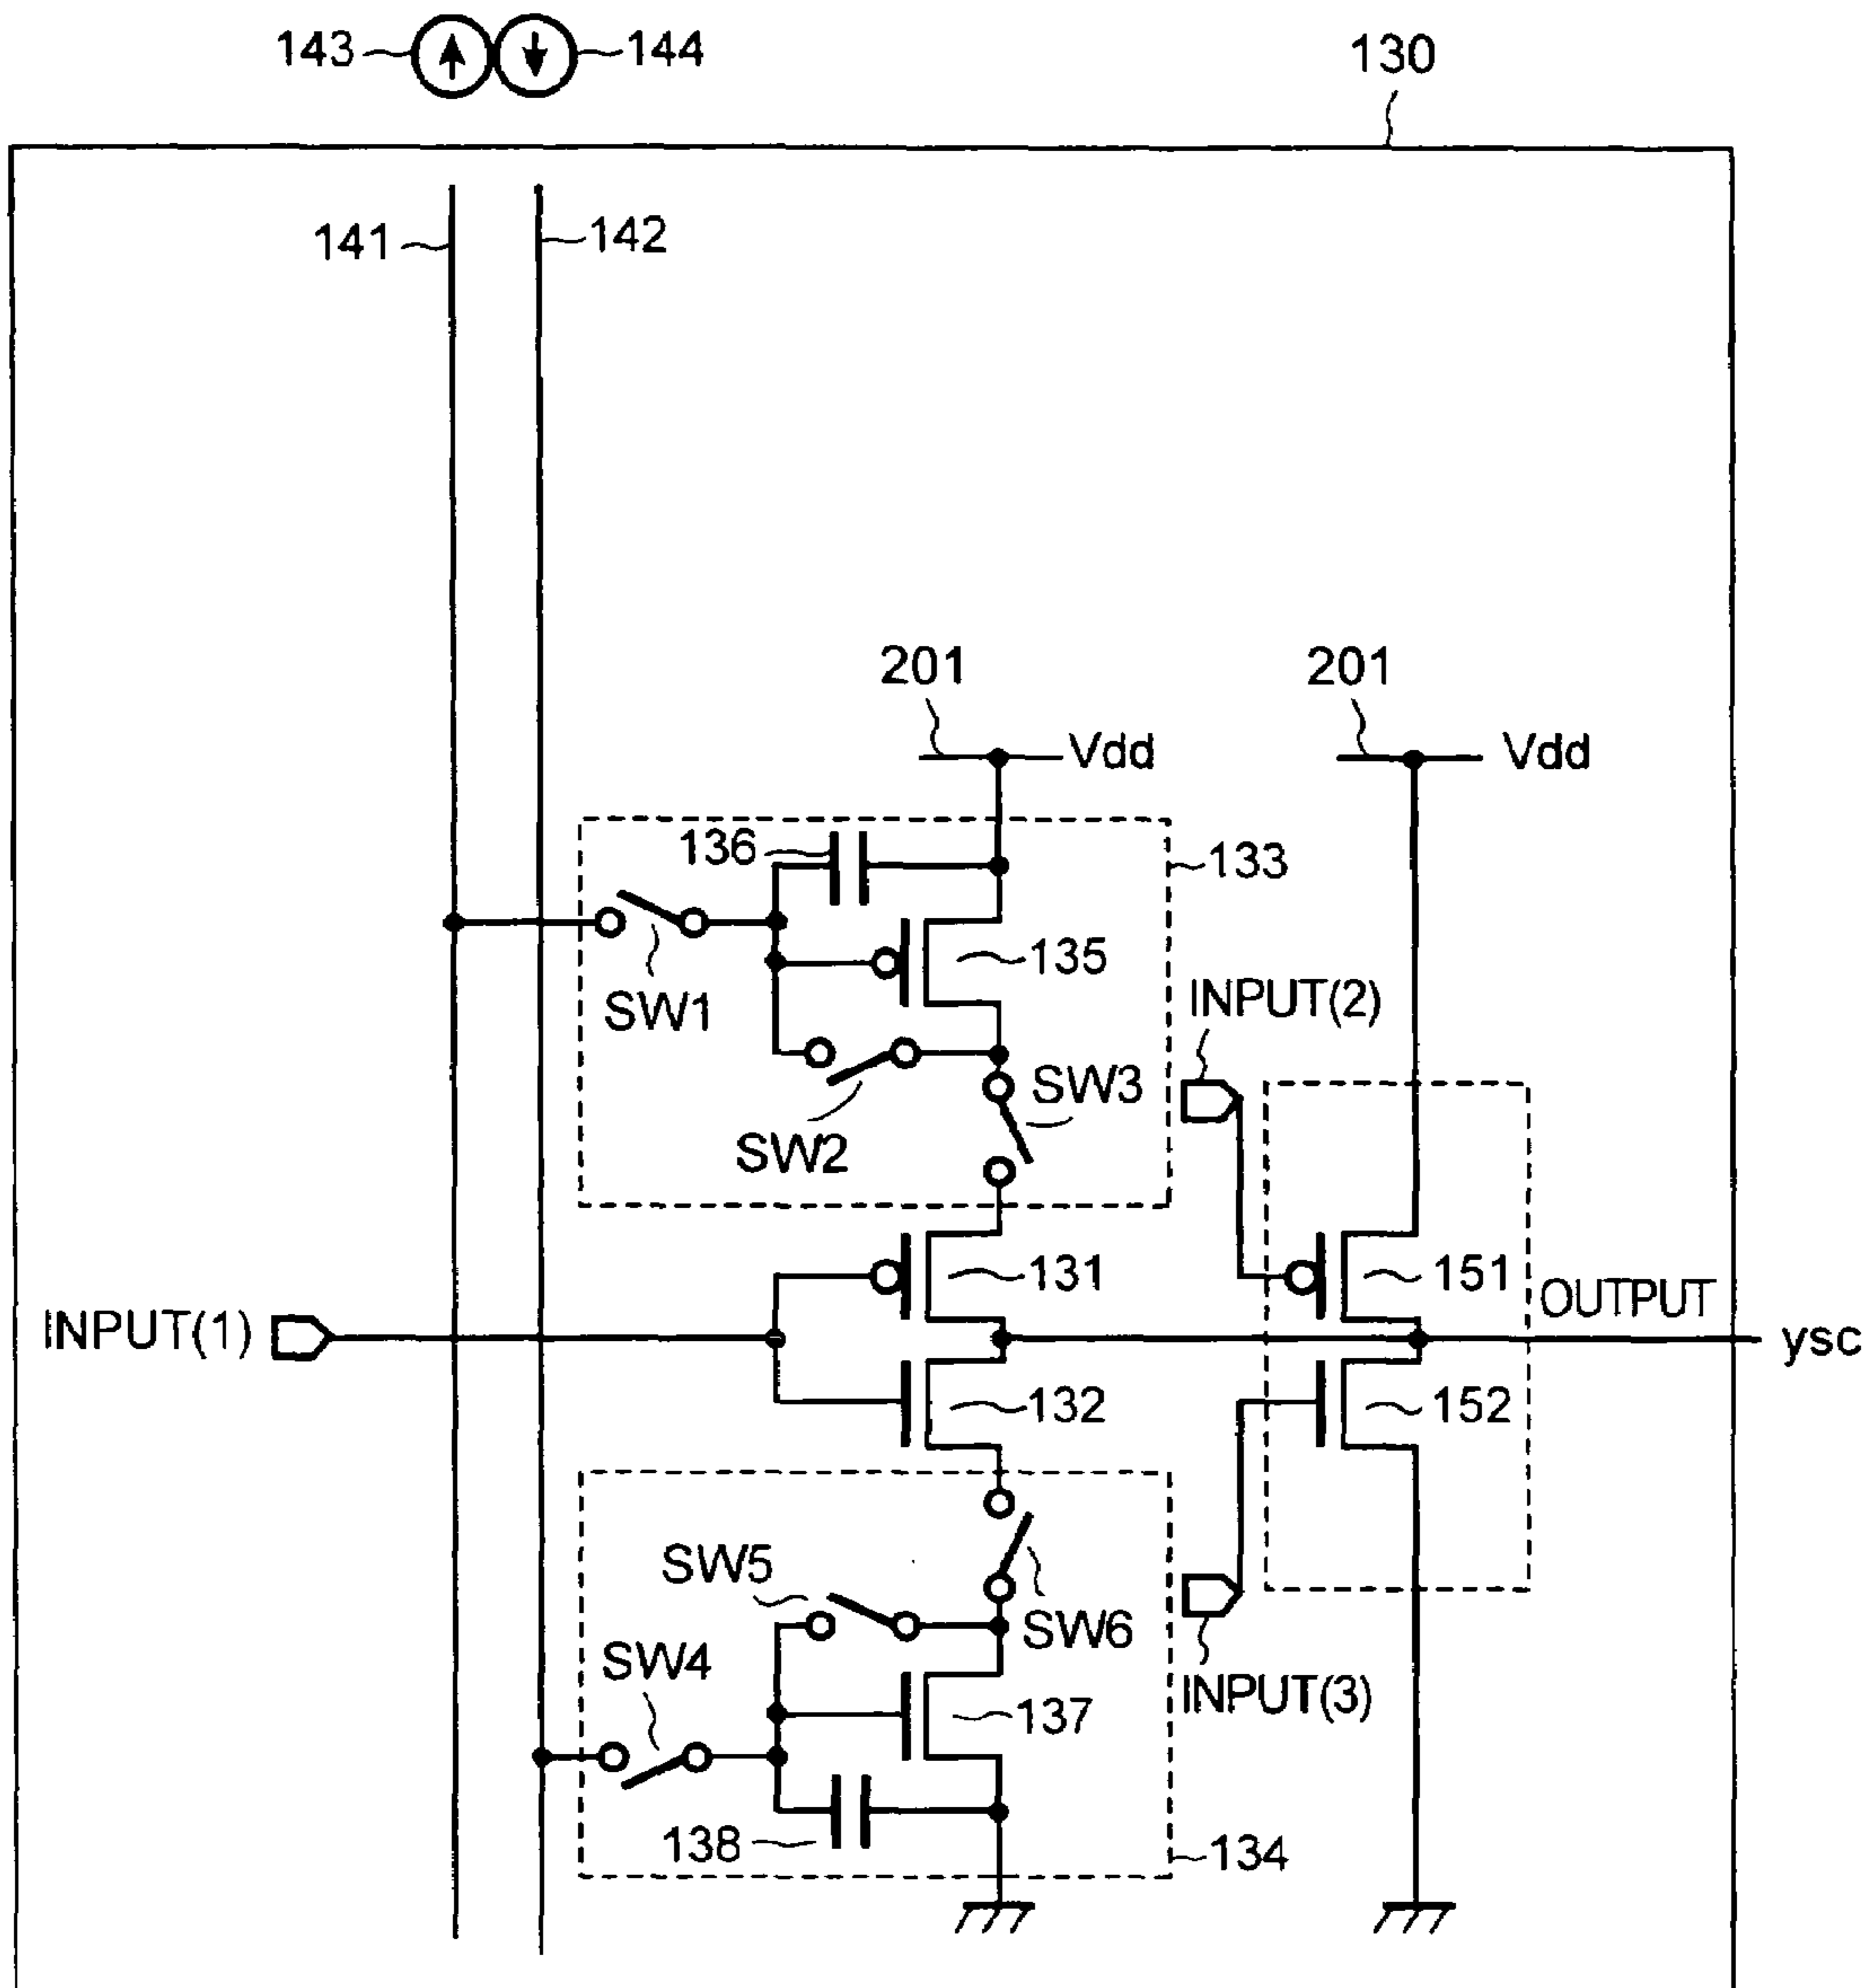 143
144
130
141
142
201
201
Vdd
Vdd
136
133
135
SW1
INPUT(2)
SW3
SW2
131
151
OUTPUT
INPUT(1)
ysc
132
152
SW5
SW6
SW4
INPUT(3)
137
138
134